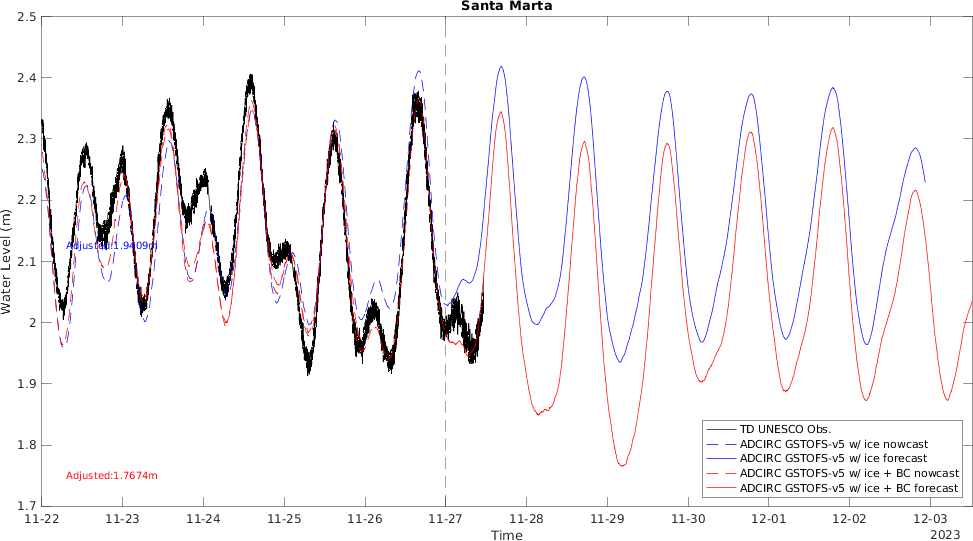 Santa Marta
2.5
2.4
2.3
2.2
2.1
2
1.9
1.8
1.7
Water Level (m)
Adjusted:1.9409m
Adjusted:1.7674m
TD UNESCO Obs.
ADCIRC GSTOFS-v5 w/ ice nowcast
ADCIRC GSTOFS-v5 w/ ice forecast
ADCIRC GSTOFS-v5 w/ ice + BC nowcast
ADCIRC GSTOFS-v5 w/ ice + BC forecast
11-22 11-23 11-24 11-25 11-26 11-27 11-28 11-29 11-30 12-01 12-02 12-03
Time
2023